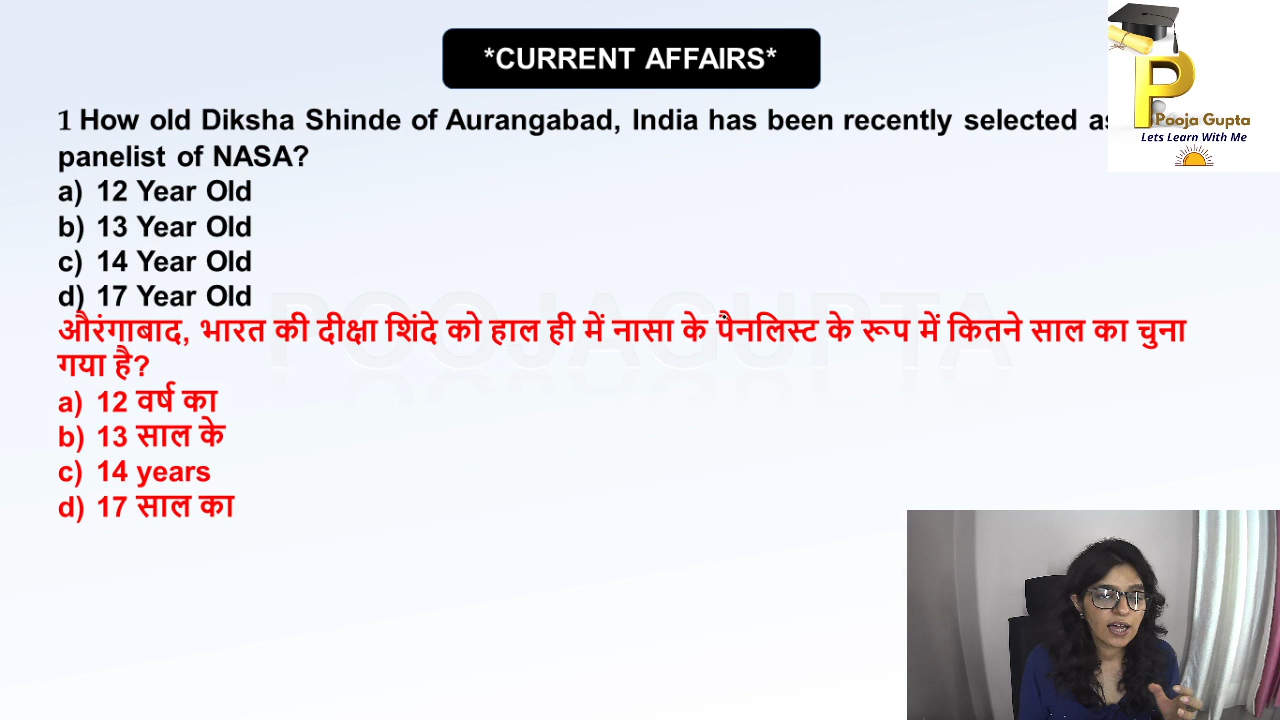 *CURRENT AFFAIRS*
Pooja Gupta
Lets Learn With Me
1 How old Diksha Shinde of Aurangabad, India has been recently selected as
panelist of NASA?
a) 12 Year Old
b) 13 Year Old
c) 14 Year Old
d) 17 Year Old
POOJAGUPTA
औरंगाबाद, भारत की दीक्षा शिंदे को हाल ही में नासा के पैनलिस्ट के रूप में कितने साल का चुना
गया है?
a) 12 वर्ष का
b) 13 साल के
c) 14 years
d) 17 साल का